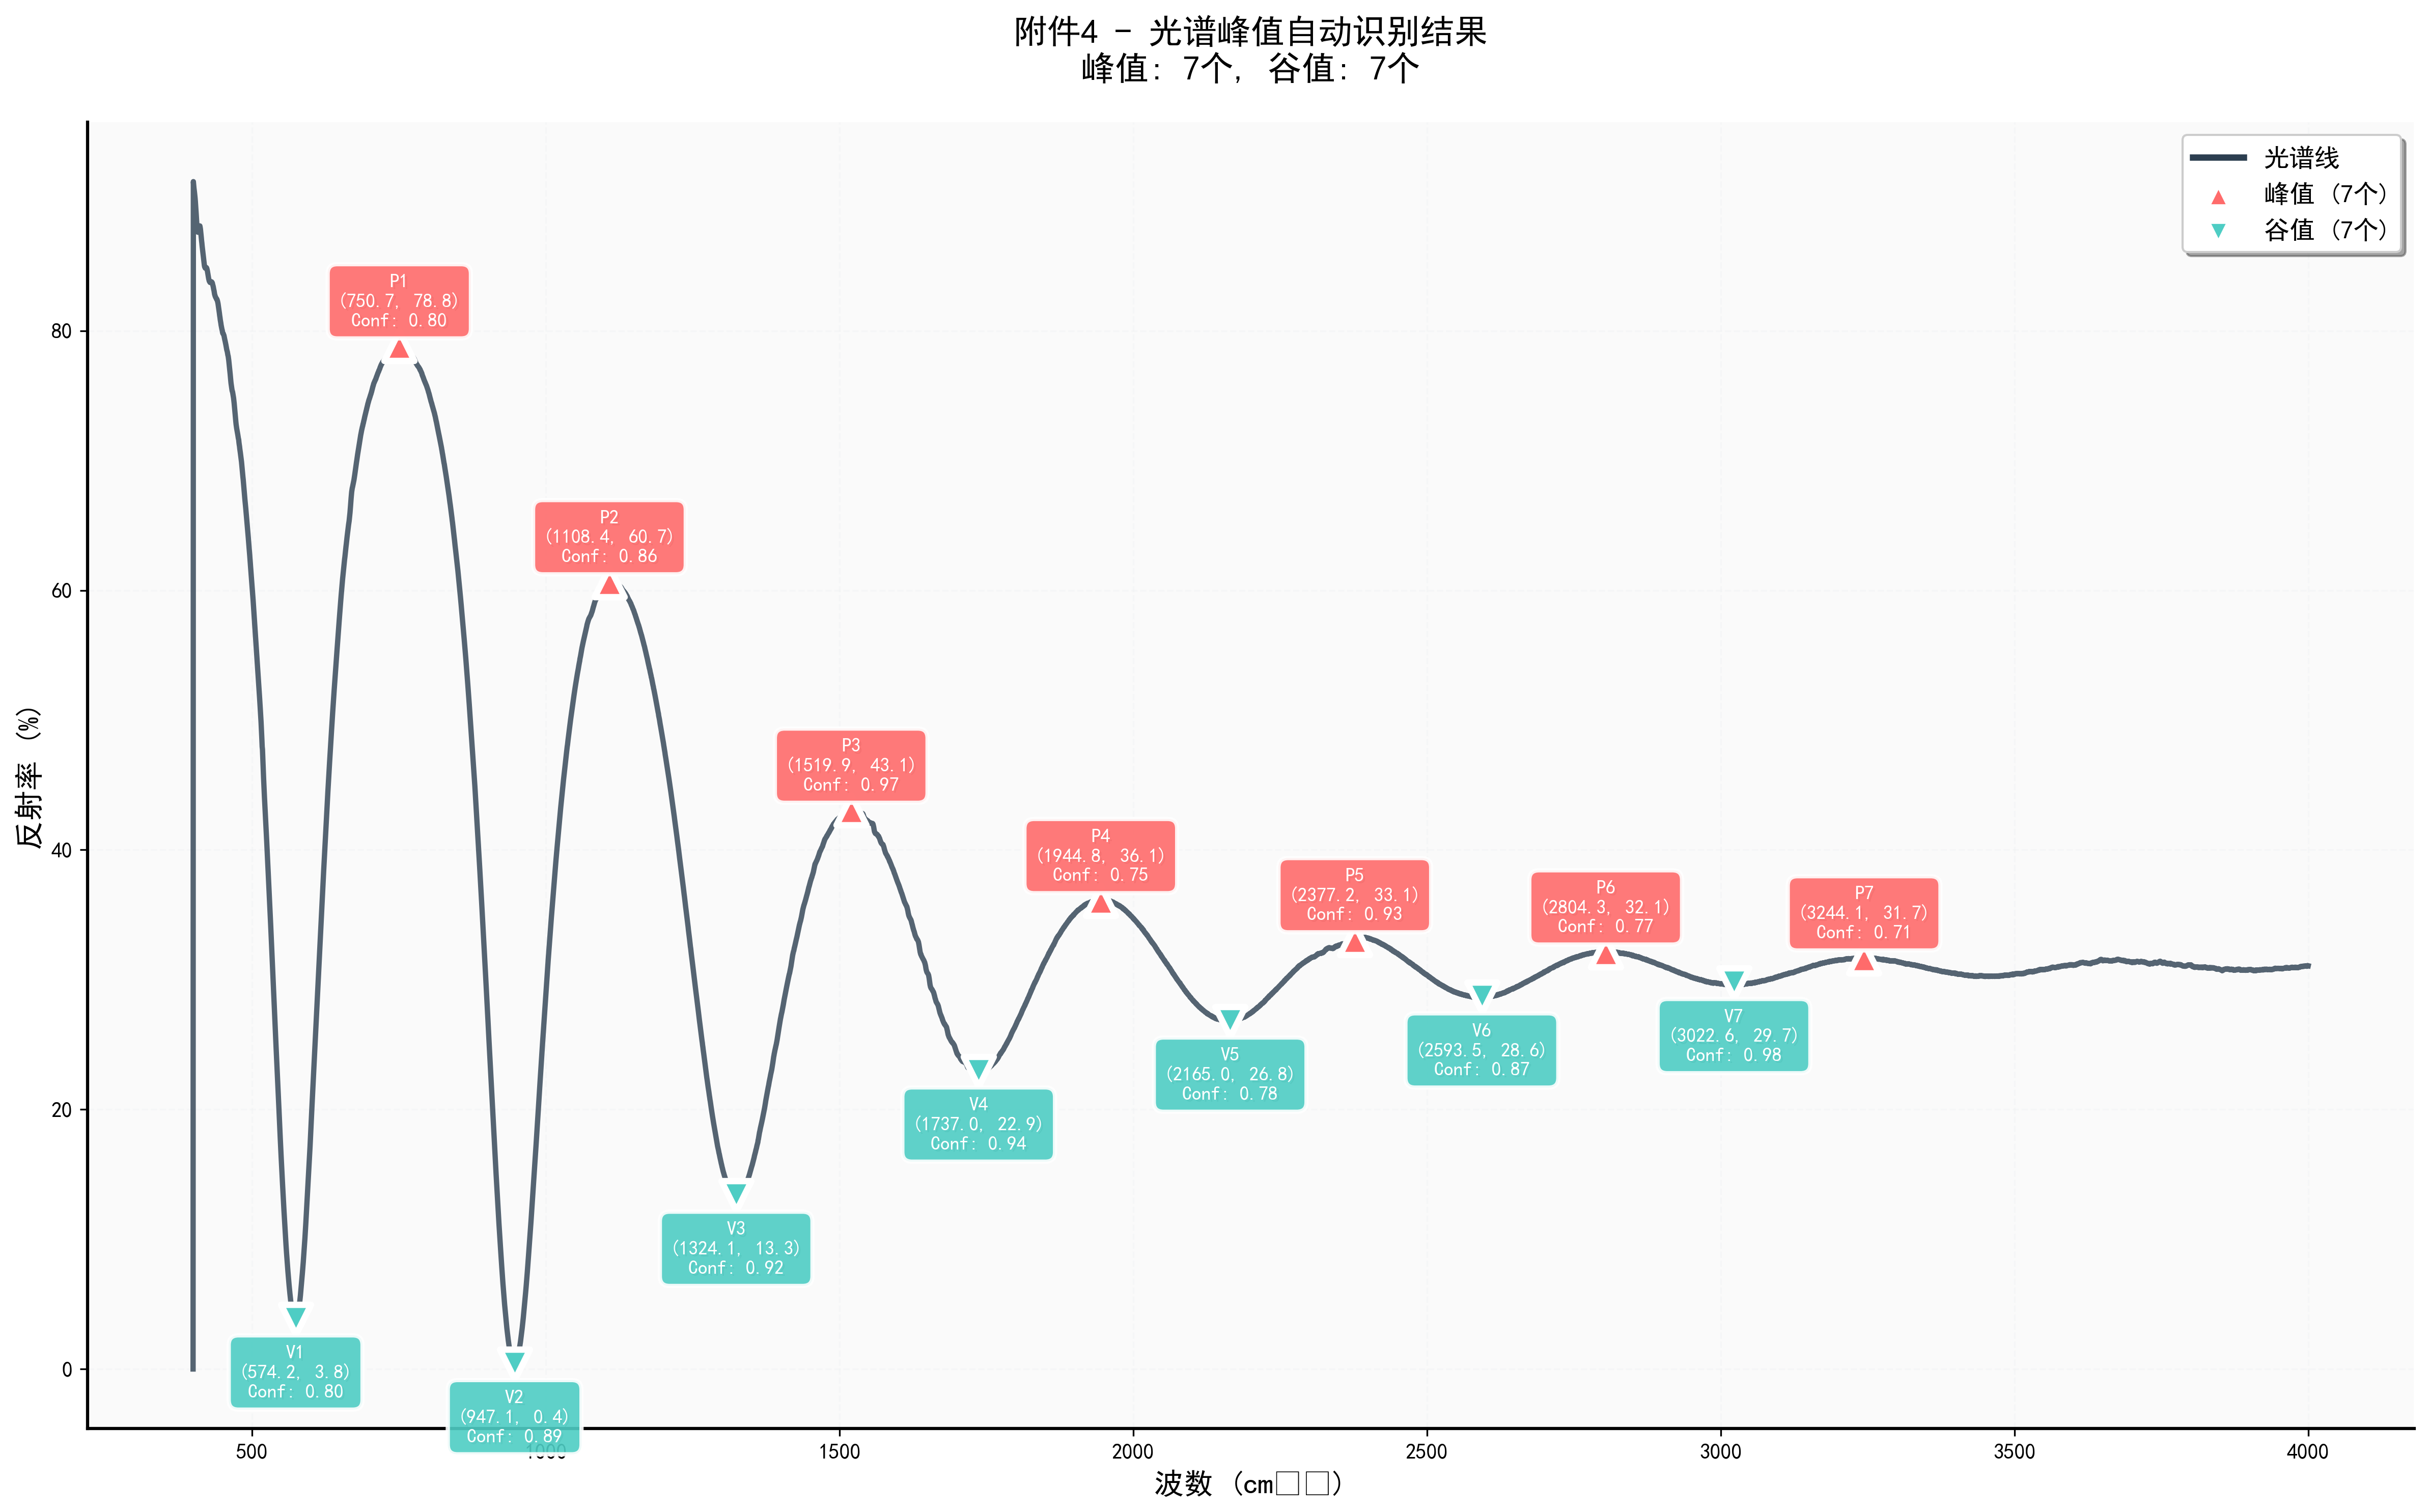 附件4 - 光谱峰值自动识别结果
峰值: 7个, 谷值: 7个
光谱线
峰值 (7个)
谷值 (7个)
P1
(750.7, 78.8)
Conf: 0.80
P2
(1108.4, 60.7)
Conf: 0.86
P3
(1519.9, 43.1)
Conf: 0.97
P4
(1944.8, 36.1)
Conf: 0.75
P5
(2377.2, 33.1)
Conf: 0.93
P6
(2804.3, 32.1)
Conf: 0.77
P7
(3244.1, 31.7)
Conf: 0.71
V1
(574.2, 3.8)
Conf: 0.80
V2
(947.1, 0.4)
Conf: 0.89
V3
(1324.1, 13.3)
Conf: 0.92
V4
(1737.0, 22.9)
Conf: 0.94
V5
(2165.0, 26.8)
Conf: 0.78
V6
(2593.5, 28.6)
Conf: 0.87
V7
(3022.6, 29.7)
Conf: 0.98
反射率 (%)
80
60
40
20
0
500
1000
1500
2000
2500
3000
3500
4000
波数 (cm□□)